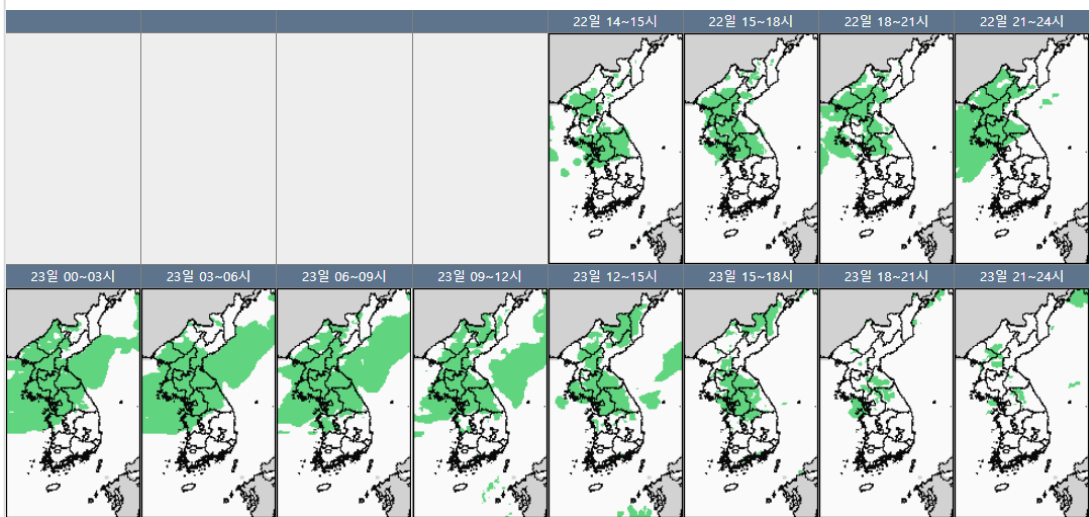 22일 14~15시
22일 15~18시
22일 18~21시
22일 21~24시
23일 00~03시
23일 03~06시
23일 06~09시
23일 09~12시
23일 12~15시
23일 15~18시
23일 18~21시
23일 21~24시